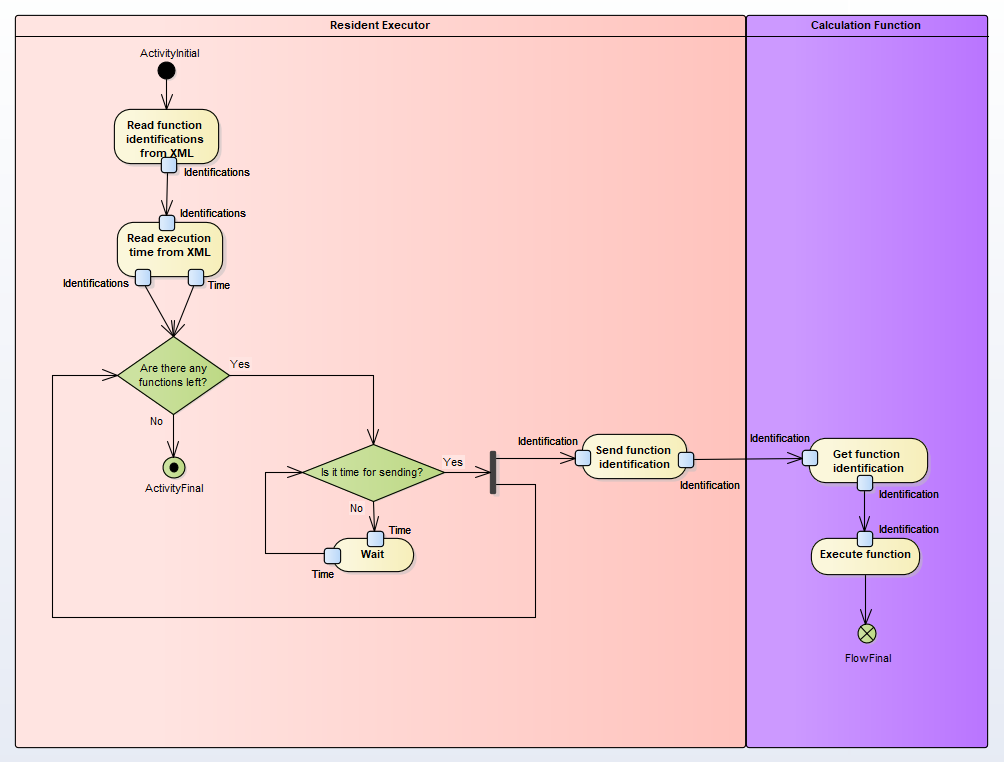 Resident Executor
Calculation Function
ActivityInitial
Read function
identifications
from XML
Identifications
Identifications
Read execution
time from XML
Identifications
Time
Are there any
functions left?
Yes
No
ActivityFinal
Is it time for sending?
Yes
No
Time
Wait
Time
Identification
Send function
identification
Identification
Identification
Get function
identification
Identification
Identification
Execute function
FlowFinal